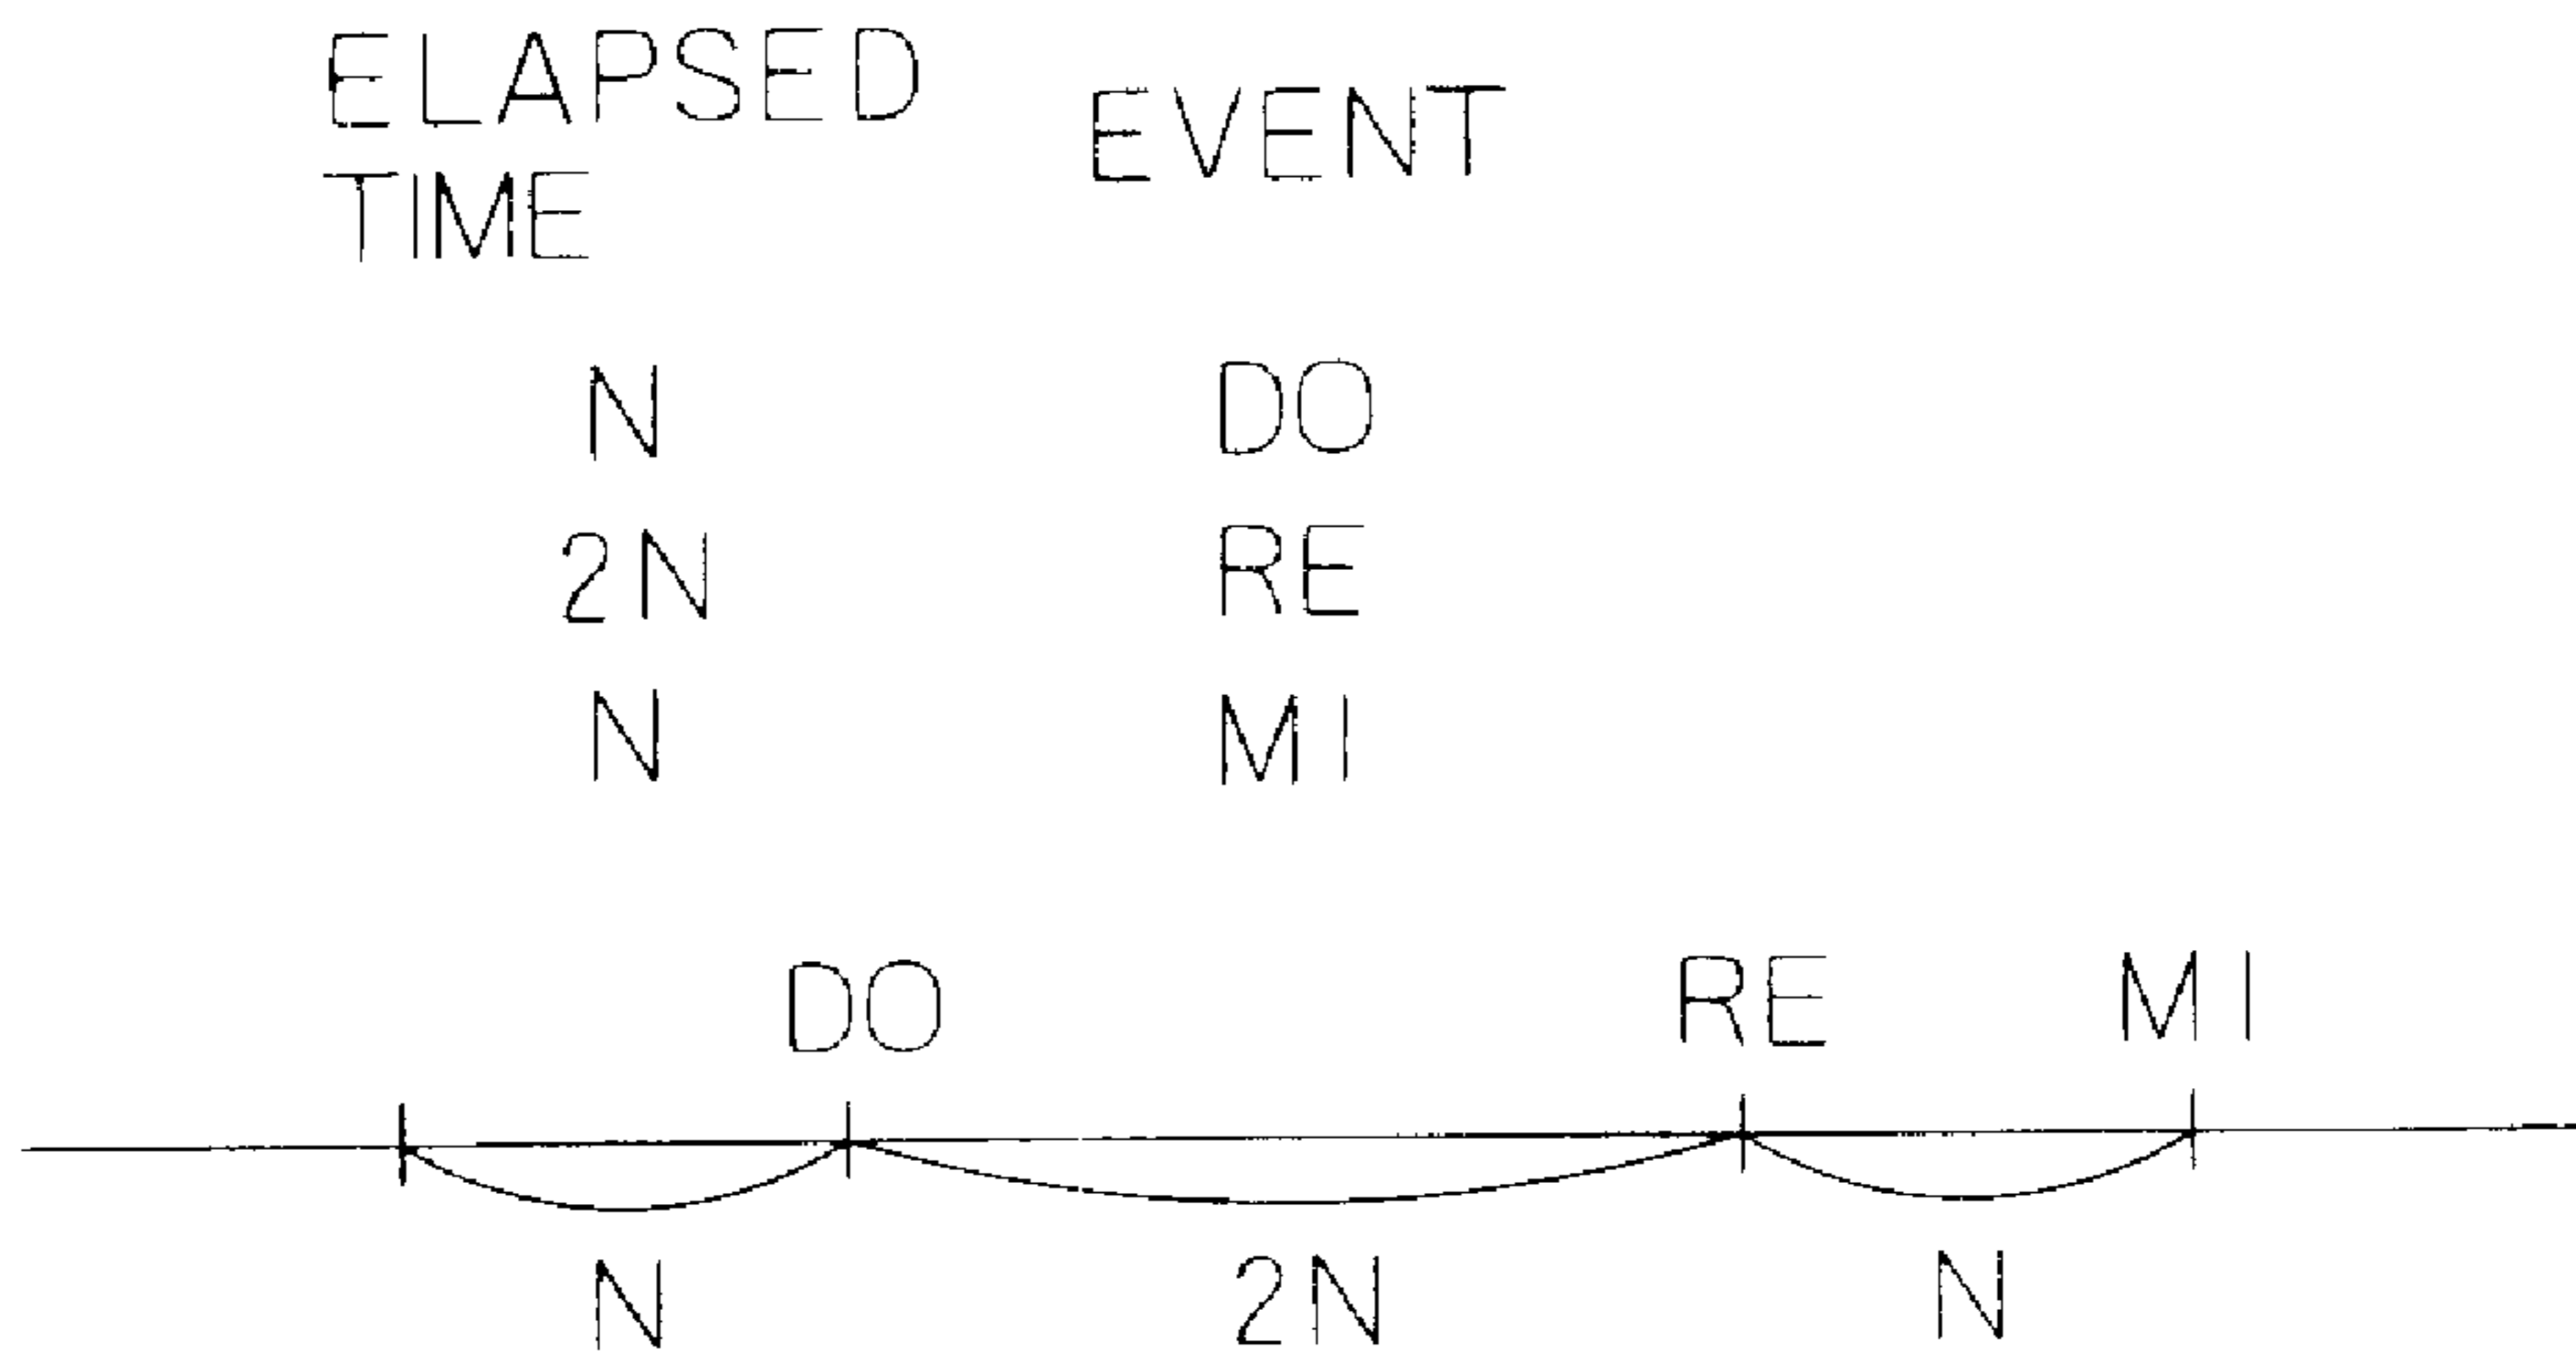 ELAPSED
TIME
EVENT
N DO
2N RE
N MI
DO RE MI
N 2N N